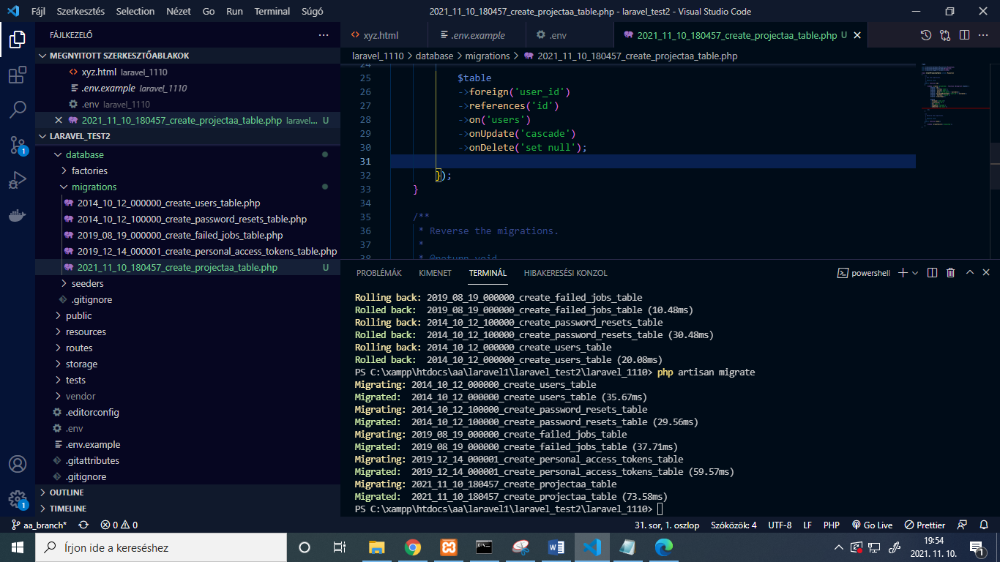 Fájl Szerkesztés Selection Nézet Go Run Terminal Súgó 2021_11_10_180457_create_projectaa_table.php - laravel_test2 - Visual Studio Code
FÁJLKEZELŐ ...
MEGNYITOTT SZERKESZTŐABLAKOK
xyz.html laravel_1110
.env.example laravel_1110
.env laravel_1110
2021_11_10_180457_create_projectaa_table.php laravel... U
LARAVEL_TEST2
database
factories
migrations
2014_10_12_000000_create_users_table.php
2014_10_12_100000_create_password_resets_table.php
2019_08_19_000000_create_failed_jobs_table.php
2019_12_14_000001_create_personal_access_tokens_table.php
2021_11_10_180457_create_projectaa_table.php U
seeders
.gitignore
public
resources
routes
storage
tests
vendor
.editorconfig
.env
.env.example
.gitattributes
.gitignore
OUTLINE
TIMELINE
xyz.html .env.example .env 2021_11_10_180457_create_projectaa_table.php U
laravel_1110 > database > migrations > 2021_11_10_180457_create_projectaa_table.php
24
25 $table
26 ->foreign('user_id')
27 ->references('id')
28 ->on('users')
29 ->onUpdate('cascade')
30 ->onDelete('set null');
31
32 });
33 }
34
35 /**
36 * Reverse the migrations.
37 *
38 * @return void
PROBLÉMÁK KIMENET TERMINÁL HIBAKERESÉSI KONZOL powershell
Rolling back: 2019_08_19_000000_create_failed_jobs_table
Rolled back: 2019_08_19_000000_create_failed_jobs_table (10.48ms)
Rolling back: 2014_10_12_100000_create_password_resets_table
Rolled back: 2014_10_12_100000_create_password_resets_table (30.48ms)
Rolling back: 2014_10_12_000000_create_users_table
Rolled back: 2014_10_12_000000_create_users_table (20.08ms)
PS C:\xampp\htdocs\aa\laravel1\laravel_test2\laravel_1110> php artisan migrate
Migrating: 2014_10_12_000000_create_users_table
Migrated: 2014_10_12_000000_create_users_table (35.67ms)
Migrating: 2014_10_12_100000_create_password_resets_table
Migrated: 2014_10_12_100000_create_password_resets_table (29.56ms)
Migrating: 2019_08_19_000000_create_failed_jobs_table
Migrated: 2019_08_19_000000_create_failed_jobs_table (37.71ms)
Migrating: 2019_12_14_000001_create_personal_access_tokens_table
Migrated: 2019_12_14_000001_create_personal_access_tokens_table (59.57ms)
Migrating: 2021_11_10_180457_create_projectaa_table
Migrated: 2021_11_10_180457_create_projectaa_table (73.58ms)
PS C:\xampp\htdocs\aa\laravel1\laravel_test2\laravel_1110>
1
1
aa_branch* 0 0 31. sor, 1. oszlop Szóközök: 4 UTF-8 LF PHP Go Live Prettier
Írjon ide a kereséshez
19:54
2021. 11. 10.
1